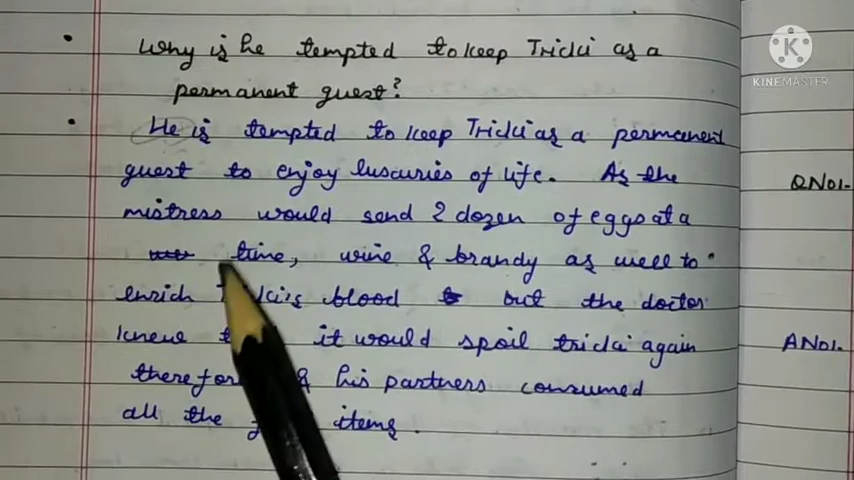 Why is he tempted to keep Tricki as a
permanent guest?
He is tempted to keep Tricki as a permanent
guest to enjoy luscuries of life. As the
mistress would send 2 dozen of eggs at a
time, wine & brandy as well to
enrich blood but the doctor
knew it would spoil tricki again
& his partners consumed
all the items.
QNO1-
ANO1-
KINEMASTER